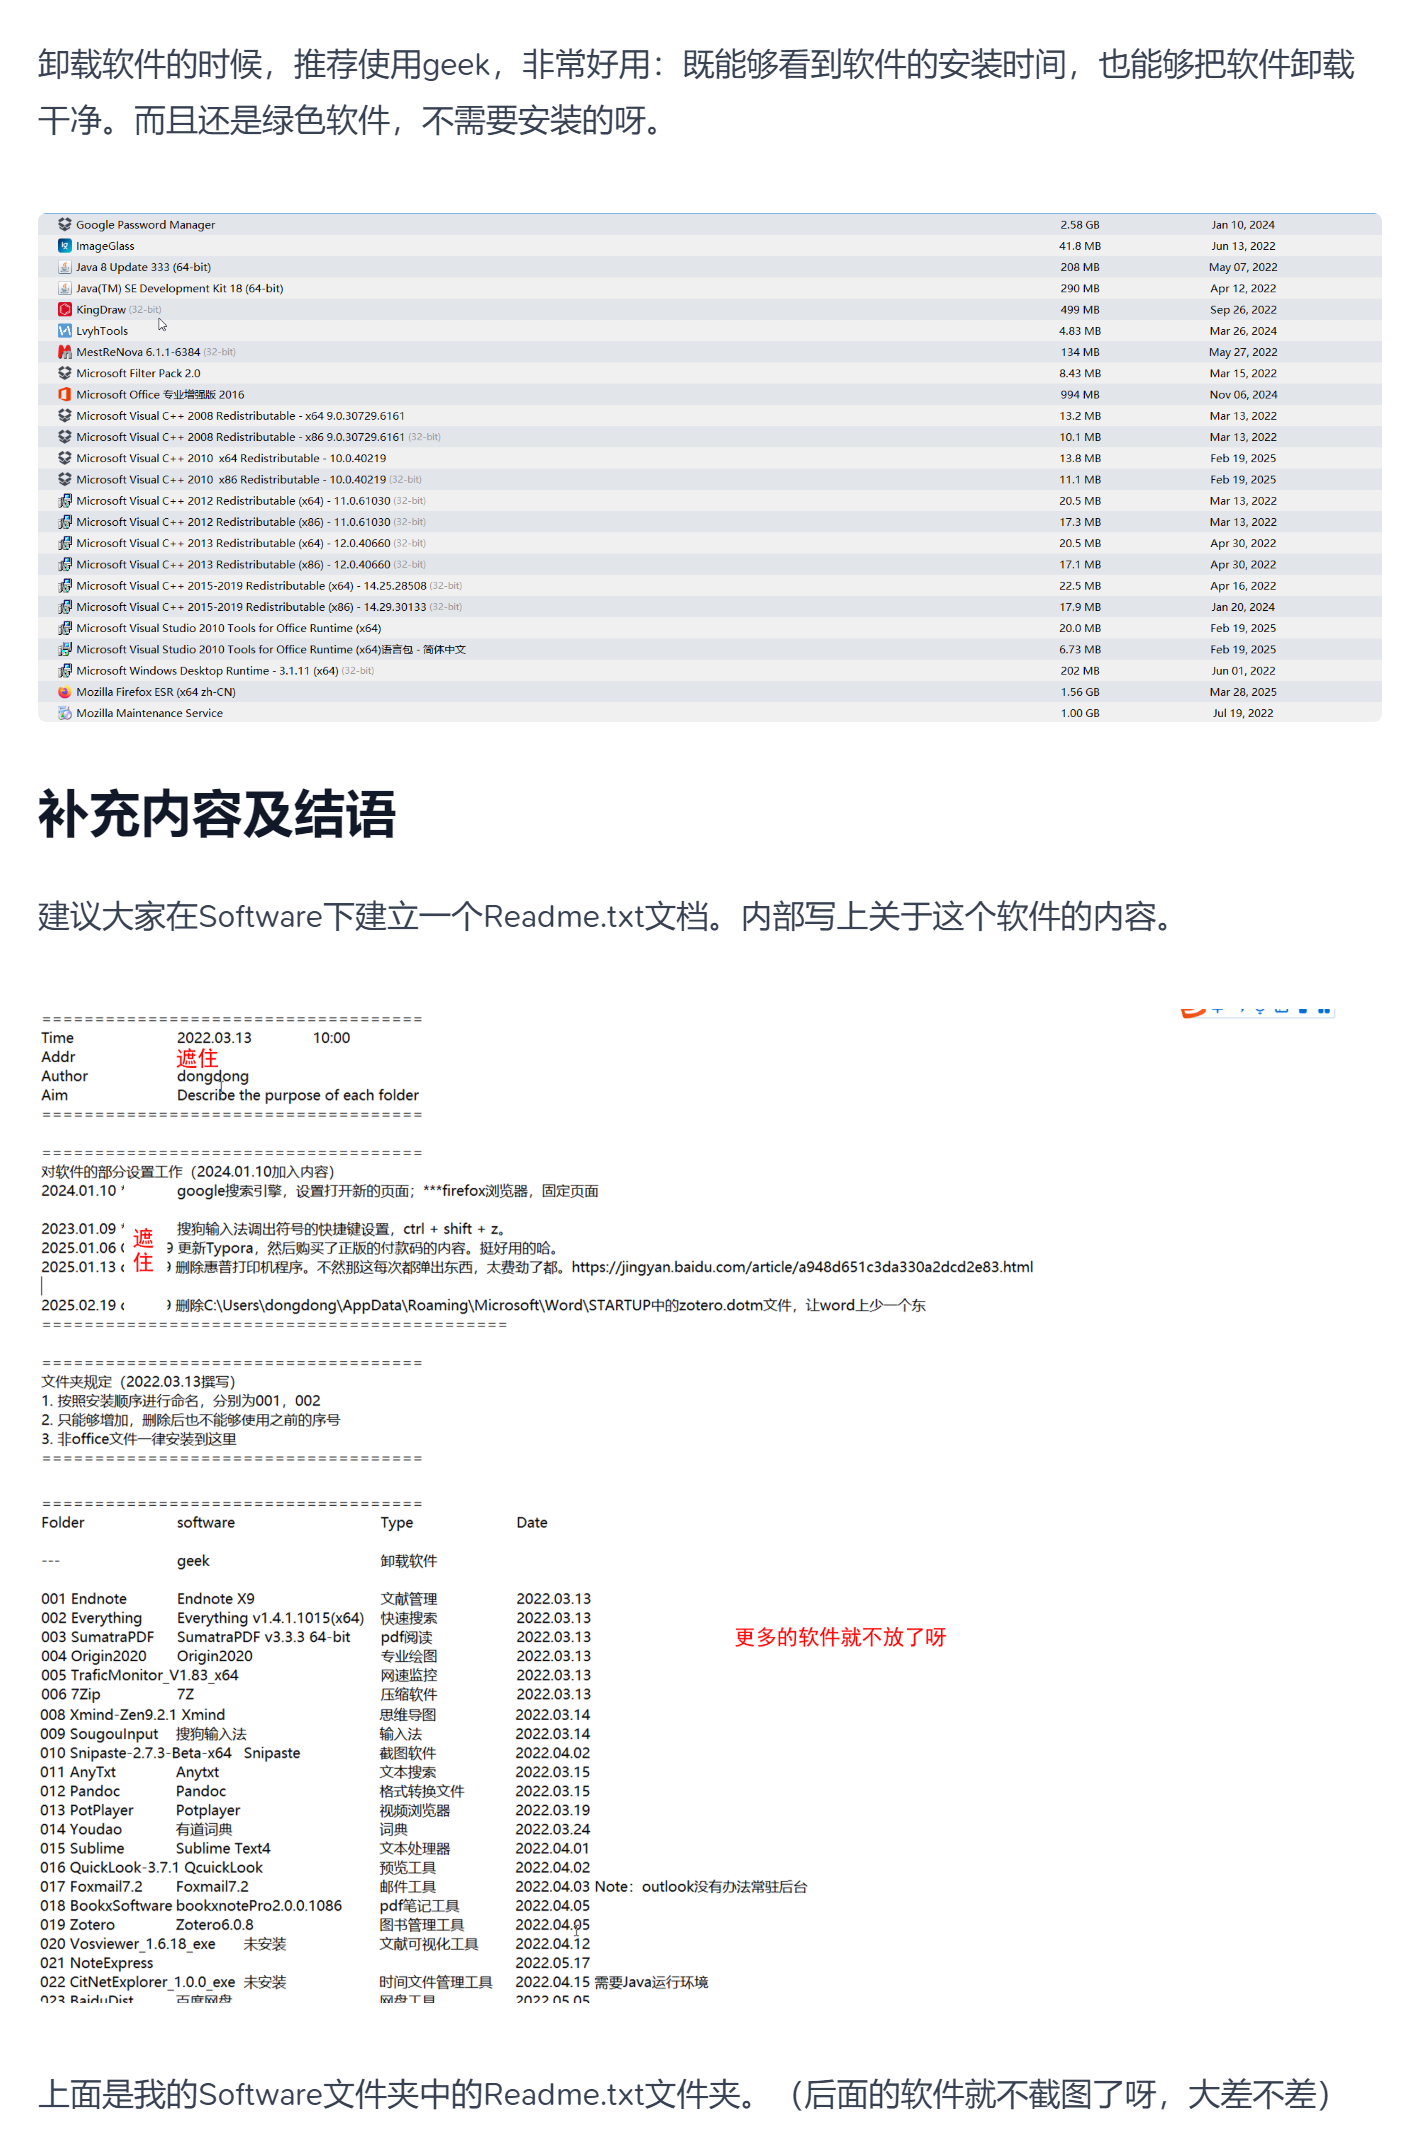 卸载软件的时候，推荐使用geek，非常好用：既能够看到软件的安装时间，也能够把软件卸载
干净。而且还是绿色软件，不需要安装的呀。
Google Password Manager 2.58 GB Jan 10, 2024
ImageGlass 41.8 MB Jun 13, 2022
Java 8 Update 333 (64-bit) 208 MB May 07, 2022
Java(TM) SE Development Kit 18 (64-bit) 290 MB Apr 12, 2022
KingDraw (32-bit) 499 MB Sep 26, 2022
LvyhTools 4.83 MB Mar 26, 2024
MestReNova 6.1.1-6384 (32-bit) 134 MB May 27, 2022
Microsoft Filter Pack 2.0 8.43 MB Mar 15, 2022
Microsoft Office 专业增强版 2016 994 MB Nov 06, 2024
Microsoft Visual C++ 2008 Redistributable - x64 9.0.30729.6161 13.2 MB Mar 13, 2022
Microsoft Visual C++ 2008 Redistributable - x86 9.0.30729.6161 (32-bit) 10.1 MB Mar 13, 2022
Microsoft Visual C++ 2010 x64 Redistributable - 10.0.40219 13.8 MB Feb 19, 2025
Microsoft Visual C++ 2010 x86 Redistributable - 10.0.40219 (32-bit) 11.1 MB Feb 19, 2025
Microsoft Visual C++ 2012 Redistributable (x64) - 11.0.61030 (32-bit) 20.5 MB Mar 13, 2022
Microsoft Visual C++ 2012 Redistributable (x86) - 11.0.61030 (32-bit) 17.3 MB Mar 13, 2022
Microsoft Visual C++ 2013 Redistributable (x64) - 12.0.40660 (32-bit) 20.5 MB Apr 30, 2022
Microsoft Visual C++ 2013 Redistributable (x86) - 12.0.40660 (32-bit) 17.1 MB Apr 30, 2022
Microsoft Visual C++ 2015-2019 Redistributable (x64) - 14.25.28508 (32-bit) 22.5 MB Apr 16, 2022
Microsoft Visual C++ 2015-2019 Redistributable (x86) - 14.29.30133 (32-bit) 17.9 MB Jan 20, 2024
Microsoft Visual Studio 2010 Tools for Office Runtime (x64) 20.0 MB Feb 19, 2025
Microsoft Visual Studio 2010 Tools for Office Runtime (x64)语言包 - 简体中文 6.73 MB Feb 19, 2025
Microsoft Windows Desktop Runtime - 3.1.11 (x64) (32-bit) 202 MB Jun 01, 2022
Mozilla Firefox ESR (x64 zh-CN) 1.56 GB Mar 28, 2025
Mozilla Maintenance Service 1.00 GB Jul 19, 2022
补充内容及结语
建议大家在Software下建立一个Readme.txt文档。内部写上关于这个软件的内容。
====================================
Time 2022.03.13 10:00
Addr 遮住
Author dongdong
Aim Describe the purpose of each folder
====================================
====================================
对软件的部分设置工作（2024.01.10加入内容）
2024.01.10 * google搜索引擎，设置打开新的页面；***firefox浏览器，固定页面
2023.01.09 * 搜狗输入法调出符号的快捷键设置，ctrl + shift + z。
遮住
2025.01.06 9 更新Typora，然后购买了正版的付款码的内容。挺好用的哈。
2025.01.13 9 删除惠普打印机程序。不然那这每次都弹出东西，太费劲了都。https://jingyan.baidu.com/article/a948d651c3da330a2dcd2e83.html
2025.02.19 9 删除C:\Users\dongdong\AppData\Roaming\Microsoft\Word\STARTUP中的zotero.dotm文件，让word上少一个东
============================================
====================================
文件夹规定（2022.03.13撰写）
1. 按照安装顺序进行命名，分别为001，002
2. 只能够增加，删除后也不能够使用之前的序号
3. 非office文件一律安装到这里
====================================
====================================
Folder software Type Date
--- geek 卸载软件
001 Endnote Endnote X9 文献管理 2022.03.13
002 Everything Everything v1.4.1.1015(x64) 快速搜索 2022.03.13
003 SumatraPDF SumatraPDF v3.3.3 64-bit pdf阅读 2022.03.13
更多的软件就不放了呀
004 Origin2020 Origin2020 专业绘图 2022.03.13
005 TraficMonitor_V1.83_x64 网速监控 2022.03.13
006 7Zip 7Z 压缩软件 2022.03.13
008 Xmind-Zen9.2.1 Xmind 思维导图 2022.03.14
009 SougouInput 搜狗输入法 输入法 2022.03.14
010 Snipaste-2.7.3-Beta-x64 Snipaste 截图软件 2022.04.02
011 AnyTxt Anytxt 文本搜索 2022.03.15
012 Pandoc Pandoc 格式转换文件 2022.03.15
013 PotPlayer Potplayer 视频浏览器 2022.03.19
014 Youdao 有道词典 词典 2022.03.24
015 Sublime Sublime Text4 文本处理器 2022.04.01
016 QuickLook-3.7.1 QcuickLook 预览工具 2022.04.02
017 Foxmail7.2 Foxmail7.2 邮件工具 2022.04.03 Note：outlook没有办法常驻后台
018 BookxSoftware bookxnotePro2.0.0.1086 pdf笔记工具 2022.04.05
019 Zotero Zotero6.0.8 图书管理工具 2022.04.05
020 Vosviewer_1.6.18_exe 未安装 文献可视化工具 2022.04.12
021 NoteExpress 2022.05.17
022 CitNetExplorer_1.0.0_exe 未安装 时间文件管理工具 2022.04.15 需要Java运行环境
023 BaiduDist 百度网盘 网盘工具 2022.05.05
上面是我的Software文件夹中的Readme.txt文件夹。（后面的软件就不截图了呀，大差不差）